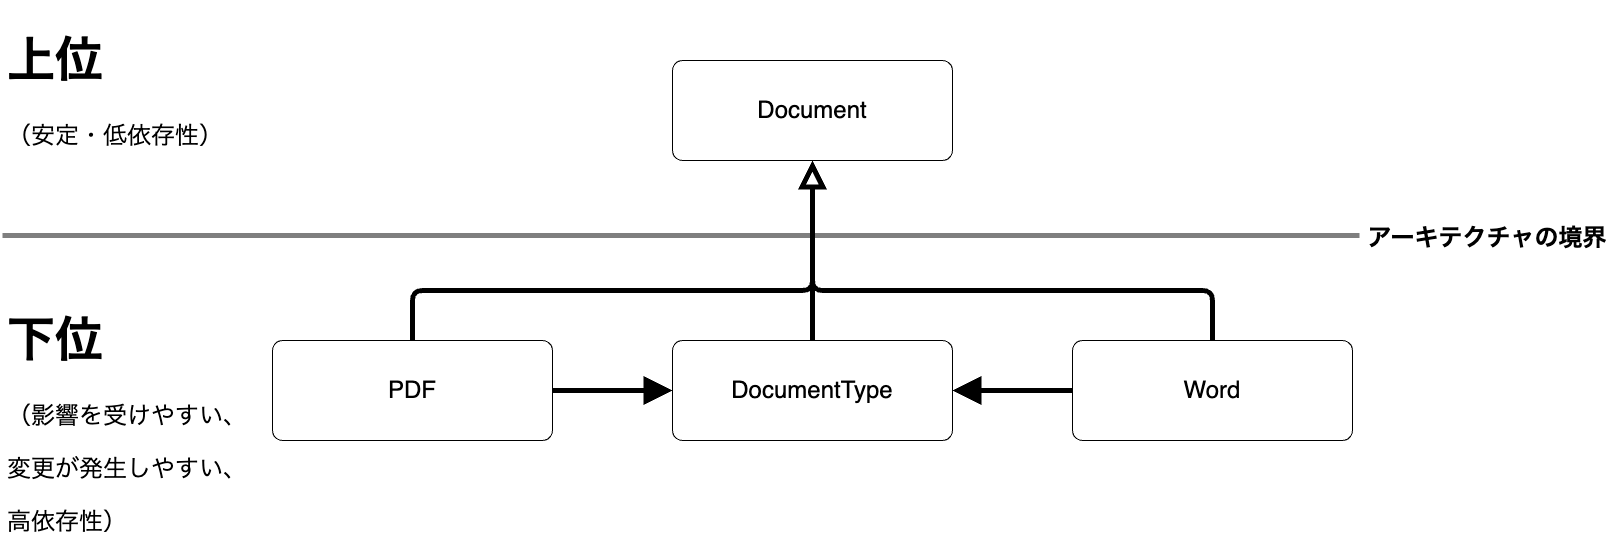 上位
（安定・低依存性）
Document
アーキテクチャの境界
下位
（影響を受けやすい、
変更が発生しやすい、
高依存性）
PDF
DocumentType
Word